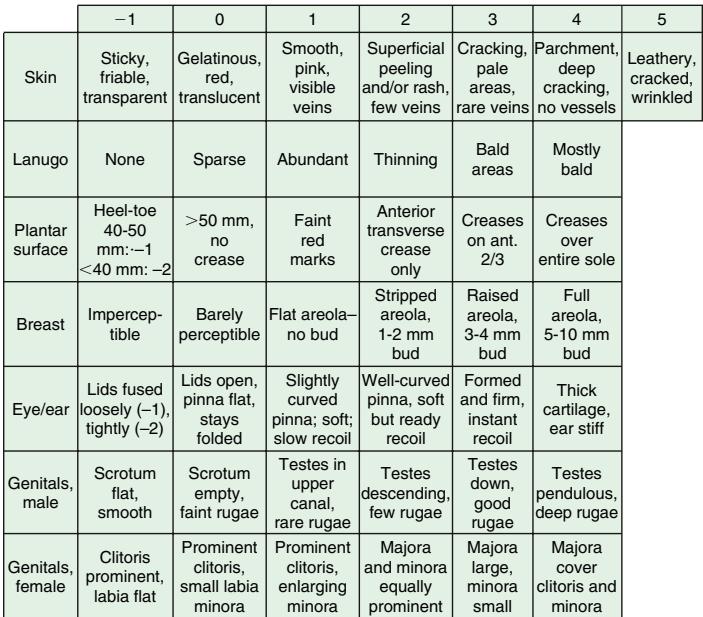 −1 0 1 2 3 4 5
Skin
Sticky,
friable,
transparent
Gelatinous,
red,
translucent
Smooth,
pink,
visible
veins
Superficial
peeling
and/or rash,
few veins
Cracking,
pale
areas,
rare veins
Parchment,
deep
cracking,
no vessels
Leathery,
cracked,
wrinkled
Lanugo
None
Sparse
Abundant
Thinning
Bald
areas
Mostly
bald
Plantar
surface
Heel-toe
40-50
mm:·–1
<40 mm: –2
>50 mm,
no
crease
Faint
red
marks
Anterior
transverse
crease
only
Creases
on ant.
2/3
Creases
over
entire sole
Breast
Impercep-
tible
Barely
perceptible
Flat areola–
no bud
Stripped
areola,
1-2 mm
bud
Raised
areola,
3-4 mm
bud
Full
areola,
5-10 mm
bud
Eye/ear
Lids fused
loosely (–1),
tightly (–2)
Lids open,
pinna flat,
stays
folded
Slightly
curved
pinna; soft;
slow recoil
Well-curved
pinna, soft
but ready
recoil
Formed
and firm,
instant
recoil
Thick
cartilage,
ear stiff
Genitals,
male
Scrotum
flat,
smooth
Scrotum
empty,
faint rugae
Testes in
upper
canal,
rare rugae
Testes
descending,
few rugae
Testes
down,
good
rugae
Testes
pendulous,
deep rugae
Genitals,
female
Clitoris
prominent,
labia flat
Prominent
clitoris,
small labia
minora
Prominent
clitoris,
enlarging
minora
Majora
and minora
equally
prominent
Majora
large,
minora
small
Majora
cover
clitoris and
minora